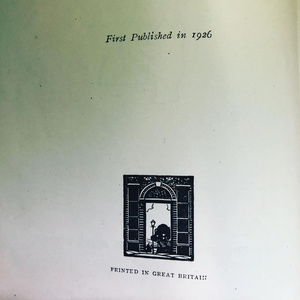 First Published in 1926
PRINTED IN GREAT BRITAIN